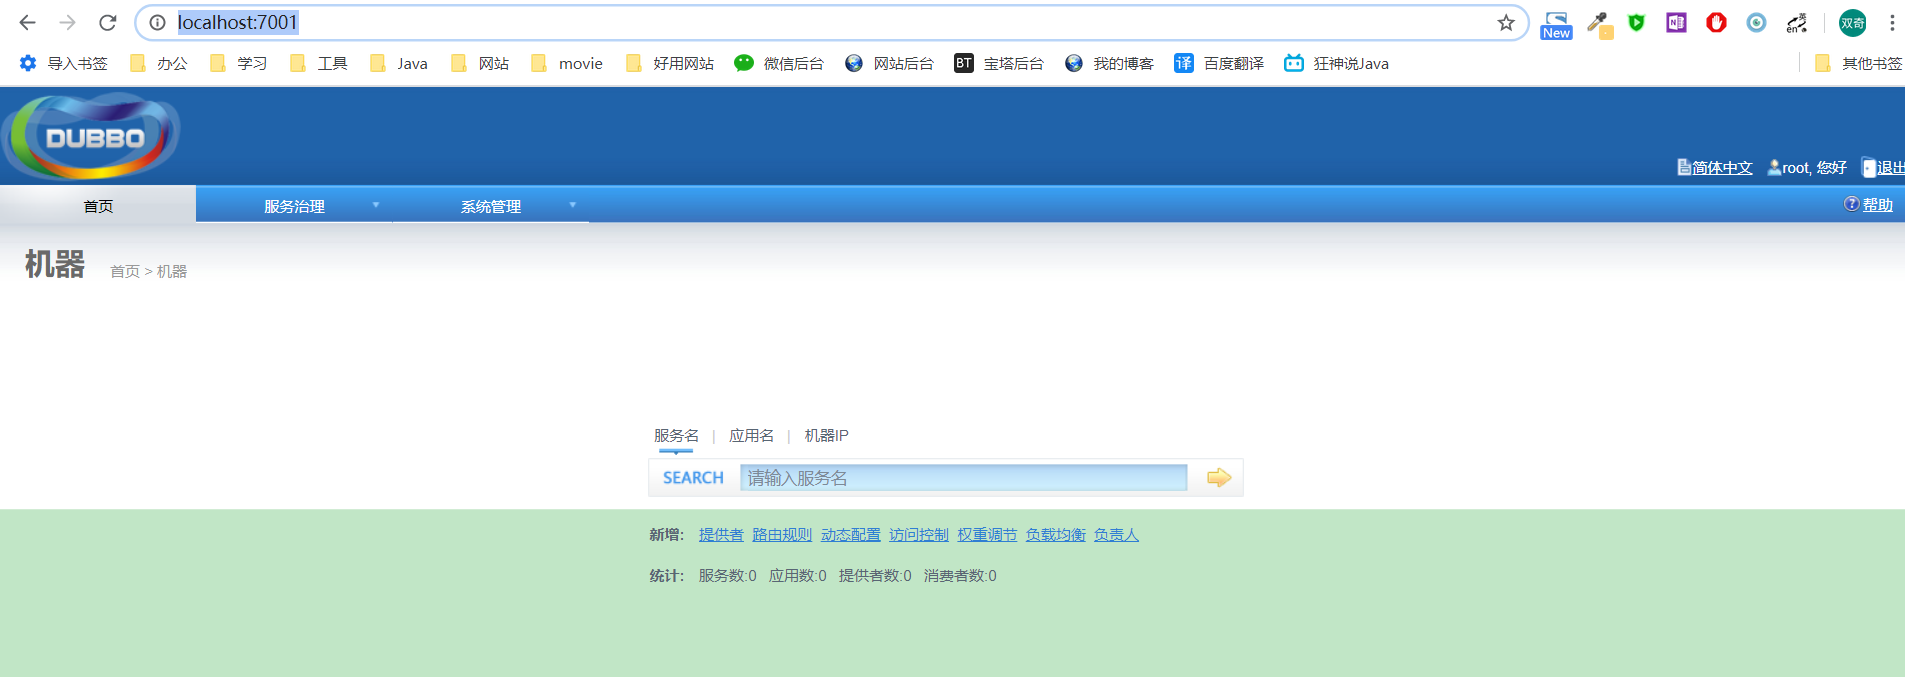 localhost:7001
New
N
英
en
双奇
导入书签 办公 学习 工具 Java 网站 movie 好用网站 微信后台 网站后台 BT 宝塔后台 我的博客 译 百度翻译 狂神说Java 其他书签
DUBBO
简体中文 root, 您好 退出
首页 服务治理 系统管理 ? 帮助
机器 首页 > 机器
服务名 | 应用名 | 机器IP
SEARCH 请输入服务名
新增: 提供者 路由规则 动态配置 访问控制 权重调节 负载均衡 负责人
统计: 服务数:0 应用数:0 提供者数:0 消费者数:0